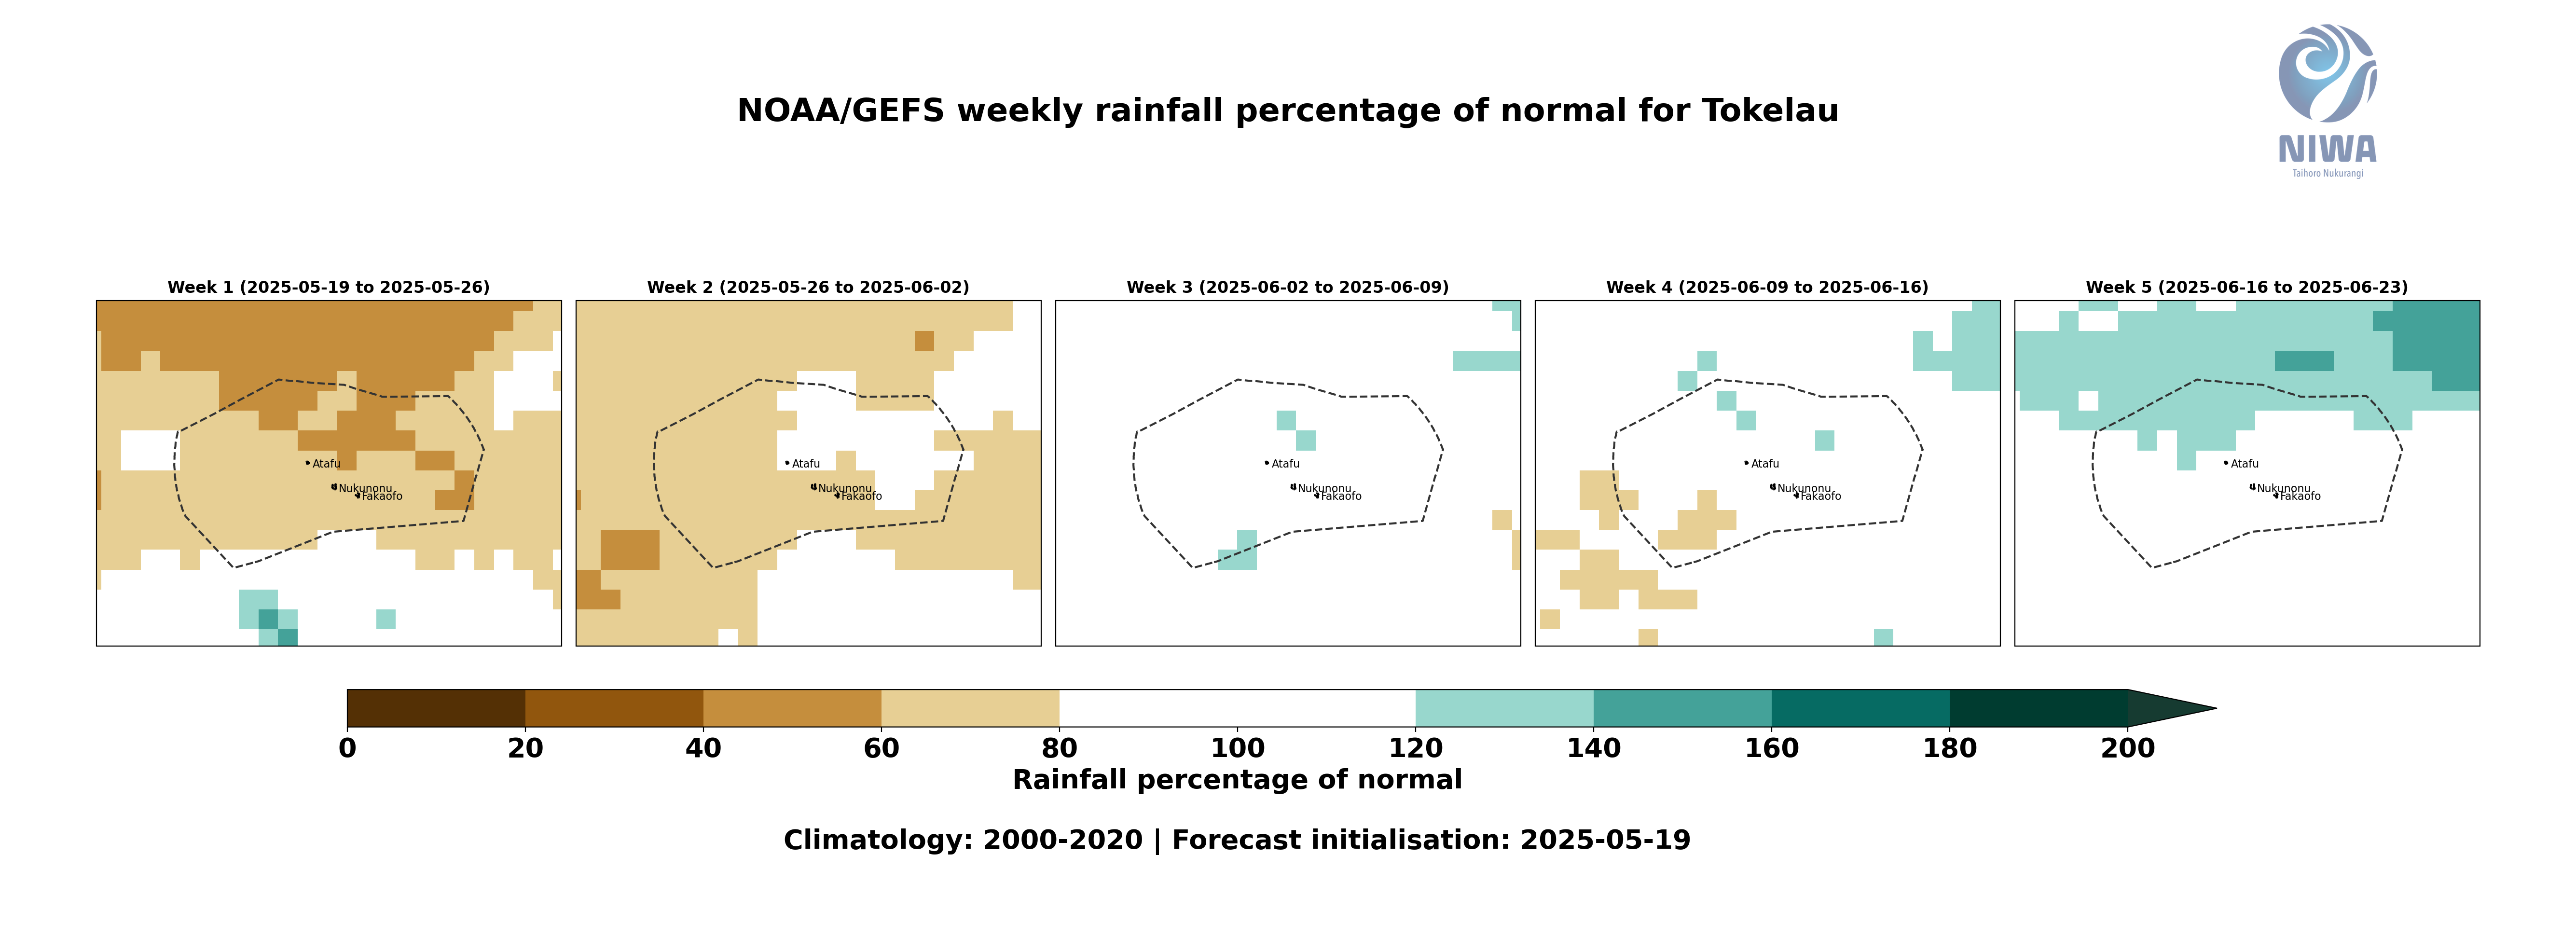 NOAA/GEFS weekly rainfall percentage of normal for Tokelau
NIWA
Taihoro Nukurangi
Week 1 (2025-05-19 to 2025-05-26)
Week 2 (2025-05-26 to 2025-06-02)
Week 3 (2025-06-02 to 2025-06-09)
Week 4 (2025-06-09 to 2025-06-16)
Week 5 (2025-06-16 to 2025-06-23)
Atafu
Nukunonu
Fakaofo
Atafu
Nukunonu
Fakaofo
Atafu
Nukunonu
Fakaofo
Atafu
Nukunonu
Fakaofo
Atafu
Nukunonu
Fakaofo
0 20 40 60 80 100 120 140 160 180 200
Rainfall percentage of normal
Climatology: 2000-2020 | Forecast initialisation: 2025-05-19